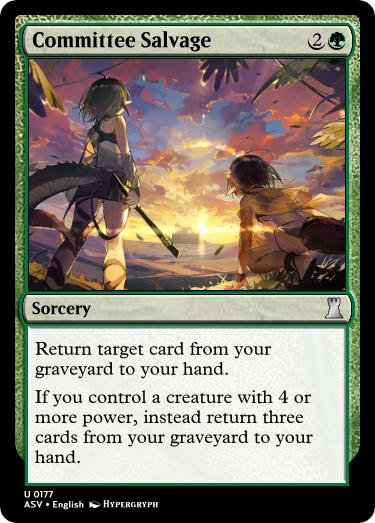 Committee Salvage 2
Sorcery
Return target card from your
graveyard to your hand.
If you control a creature with 4 or
more power, instead return three
cards from your graveyard to your
hand.
U 0177
ASV • English HYPERGRYPH